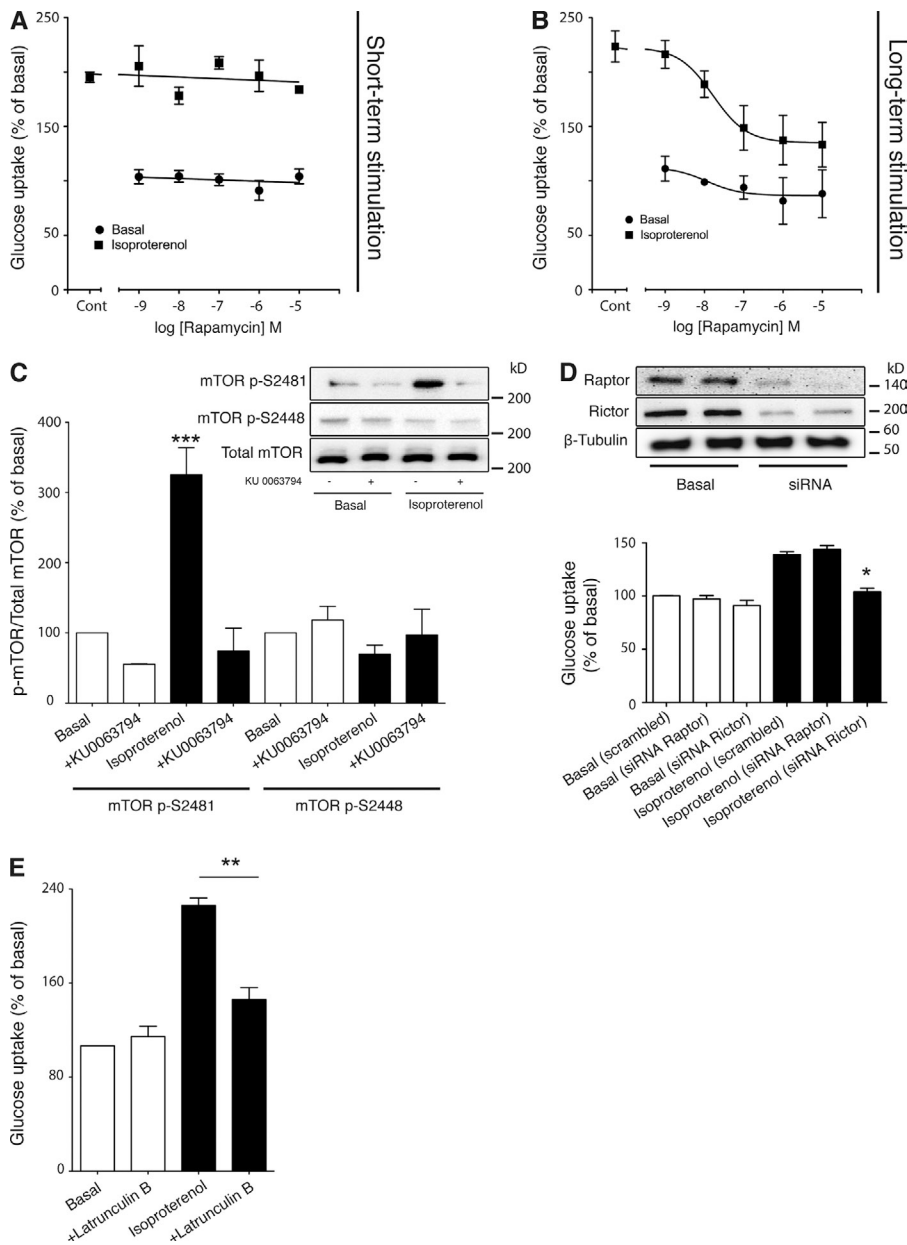 A
250
150
50
0
Glucose uptake (% of basal)
Basal
Isoproterenol
Cont
-9
-8
-7
-6
-5
log [Rapamycin] M
Short-term stimulation
B
250
150
50
0
Glucose uptake (% of basal)
Basal
Isoproterenol
Cont
-9
-8
-7
-6
-5
log [Rapamycin] M
Long-term stimulation
C
kD
mTOR p-S2481
200
mTOR p-S2448
200
Total mTOR
200
KU 0063794
- + - +
Basal
Isoproterenol
400
300
200
100
0
p-mTOR/Total mTOR (% of basal)
***
Basal
+KU0063794
Isoproterenol
+KU0063794
Basal
+KU0063794
Isoproterenol
+KU0063794
mTOR p-S2481
mTOR p-S2448
D
kD
Raptor
140
Rictor
200
60
β-Tubulin
50
Basal
siRNA
150
100
50
0
Glucose uptake
(% of basal)
*
Basal (scrambled)
Basal (siRNA Raptor)
Basal (siRNA Rictor)
Isoproterenol (scrambled)
Isoproterenol (siRNA Raptor)
Isoproterenol (siRNA Rictor)
E
240
160
80
0
Glucose uptake (% of basal)
**
Basal
+Latrunculin B
Isoproterenol
+Latrunculin B